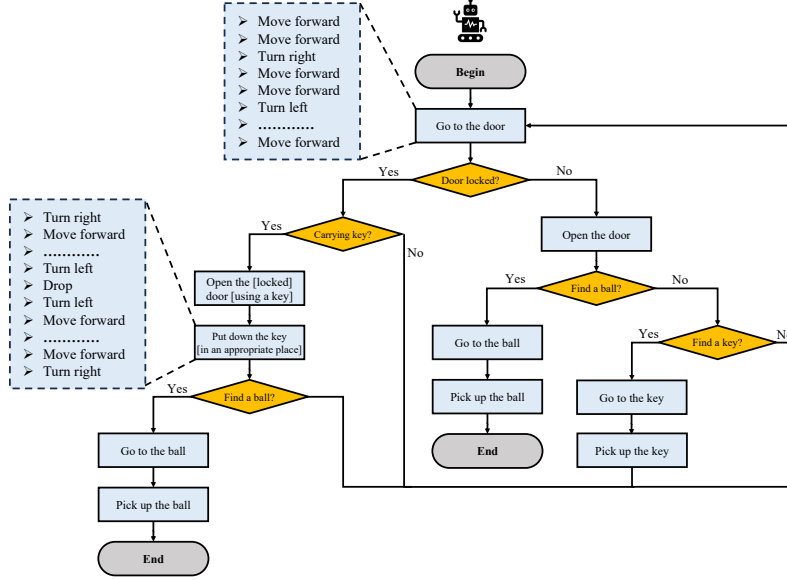 ➢ Move forward
➢ Move forward
➢ Turn right
➢ Move forward
➢ Move forward
➢ Turn left
➢ …………
➢ Move forward
Begin
Go to the door
Door locked?
Yes
No
Carrying key?
Yes
No
Open the door
➢ Turn right
➢ Move forward
➢ …………
➢ Turn left
➢ Drop
➢ Turn left
➢ Move forward
➢ …………
➢ Move forward
➢ Turn right
Open the [locked]
door [using a key]
Find a ball?
Yes
No
Put down the key
[in an appropriate place]
Go to the ball
Find a key?
Yes
No
Find a ball?
Yes
Pick up the ball
Go to the key
Go to the ball
End
Pick up the key
Pick up the ball
End